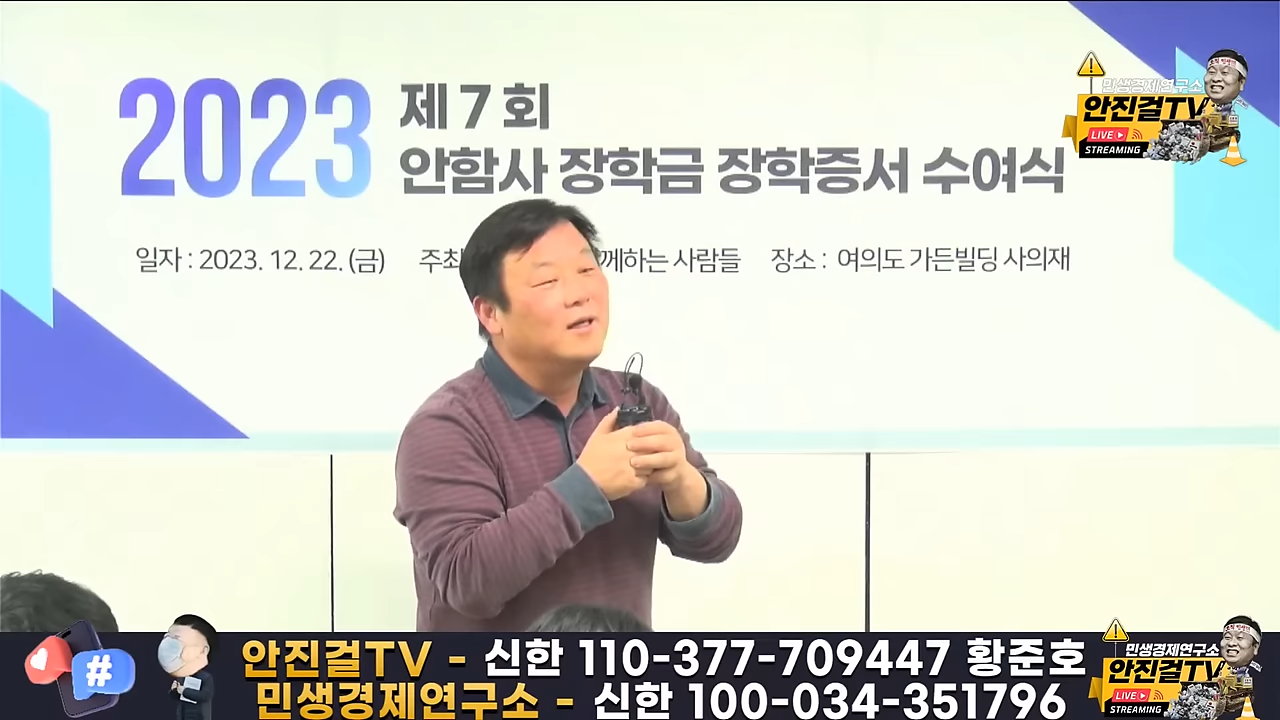 2023
제 7 회
안함사 장학금 장학증서 수여식
일자 : 2023. 12. 22. (금) 주최 께하는 사람들 장소 : 여의도 가든빌딩 사의재
민생경제연구소
안진걸TV
LIVE
STREAMING
#
안진걸TV - 신한 110-377-709447 황준호
민생경제연구소 - 신한 100-034-351796
민생경제연구소
안진걸TV
LIVE
STREAMING